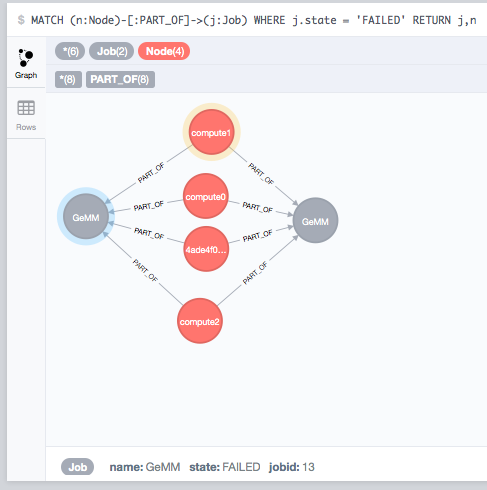 $ MATCH (n:Node)-[:PART_OF]->(j:Job) WHERE j.state = 'FAILED' RETURN j,n
Graph
Rows
*(6) Job(2) Node(4)
*(8) PART_OF(8)
compute1
PART_OF
PART_OF
compute0
PART_OF
PART_OF
GeMM
GeMM
PART_OF
PART_OF
4ade4f0...
PART_OF
PART_OF
compute2
Job name: GeMM state: FAILED jobid: 13